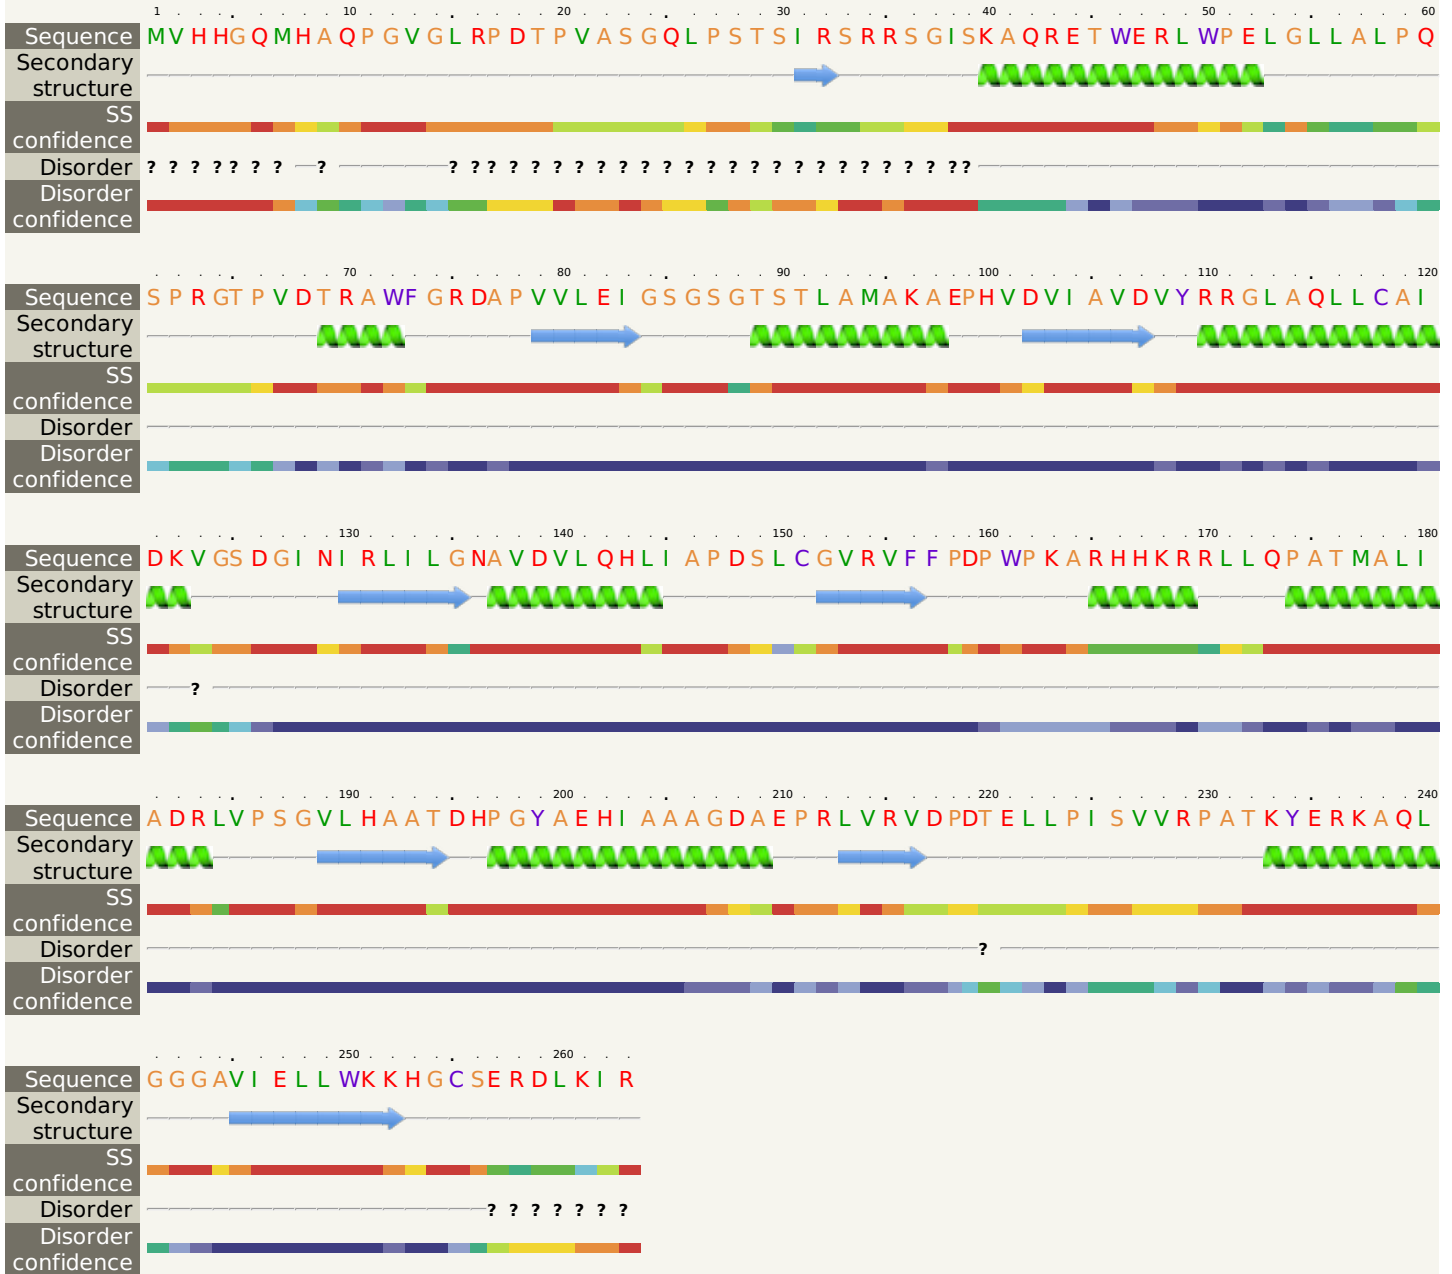 1 10 20 30 40 50 60
Sequence MVHHGQMHAQPGVGLRPDTPVASGQLPSTSIRSRRSGISKAQRETWERLWPELGLLALPQ
Secondary
structure
SS
confidence
Disorder ? ? ? ? ? ? ? ? ? ? ? ? ? ? ? ? ? ? ? ? ? ? ? ? ? ? ? ? ? ? ? ? ?
Disorder
confidence
70 80 90 100 110 120
Sequence SPRGTPVDTRAWFGRDAPVVLEIGSGSGTSTLAMAKAEPHVDVIAVDVYRRGLAQLLCAI
Secondary
structure
SS
confidence
Disorder
Disorder
confidence
130 140 150 160 170 180
Sequence DKVGSDGINIRLILGNAVDVLQHLIAPDSLCGVRVFFPDPWPKARHHKRRLLQPATMALI
Secondary
structure
SS
confidence
Disorder ?
Disorder
confidence
190 200 210 220 230 240
Sequence ADRLVPSGVLHAATDHPGYAEHIAAAGDAEPRLVRVDPDTELLPISVVRPATKYERKAQL
Secondary
structure
SS
confidence
Disorder ?
Disorder
confidence
250 260
Sequence GGGAVIELLWKKHGCSERDLKIR
Secondary
structure
SS
confidence
Disorder ? ? ? ? ? ? ?
Disorder
confidence